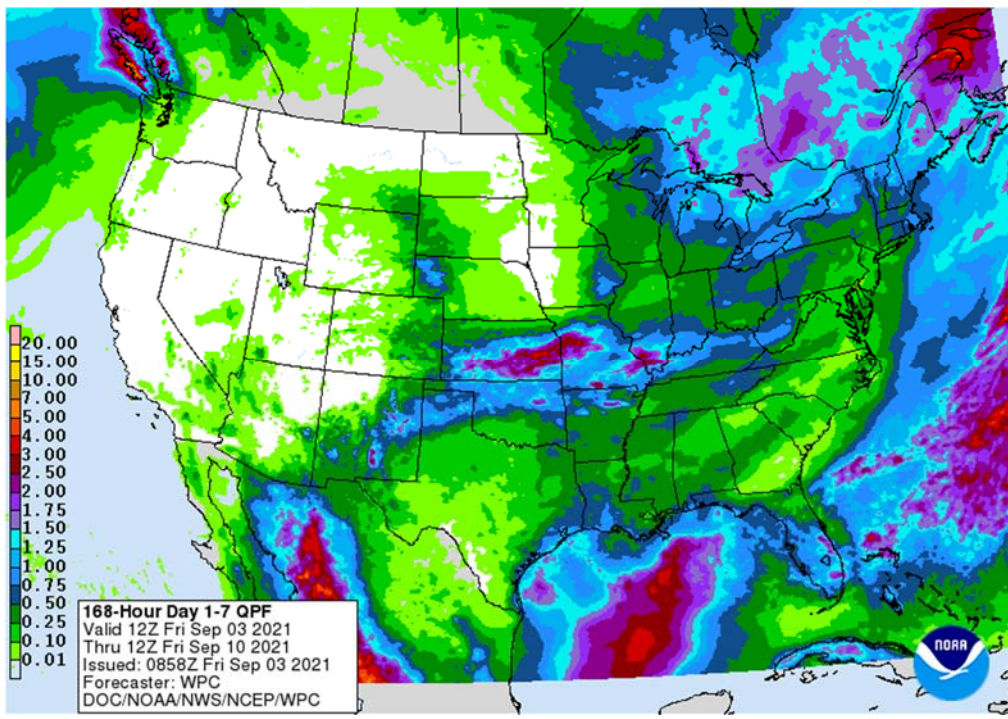 20.00
15.00
10.00
7.00
5.00
4.00
3.00
2.50
2.00
1.75
1.50
1.25
1.00
0.75
0.50
0.25
0.10
0.01
168-Hour Day 1-7 QPF
Valid 12Z Fri Sep 03 2021
Thru 12Z Fri Sep 10 2021
Issued: 0858Z Fri Sep 03 2021
Forecaster: WPC
DOC/NOAA/NWS/NCEP/WPC
NOAA